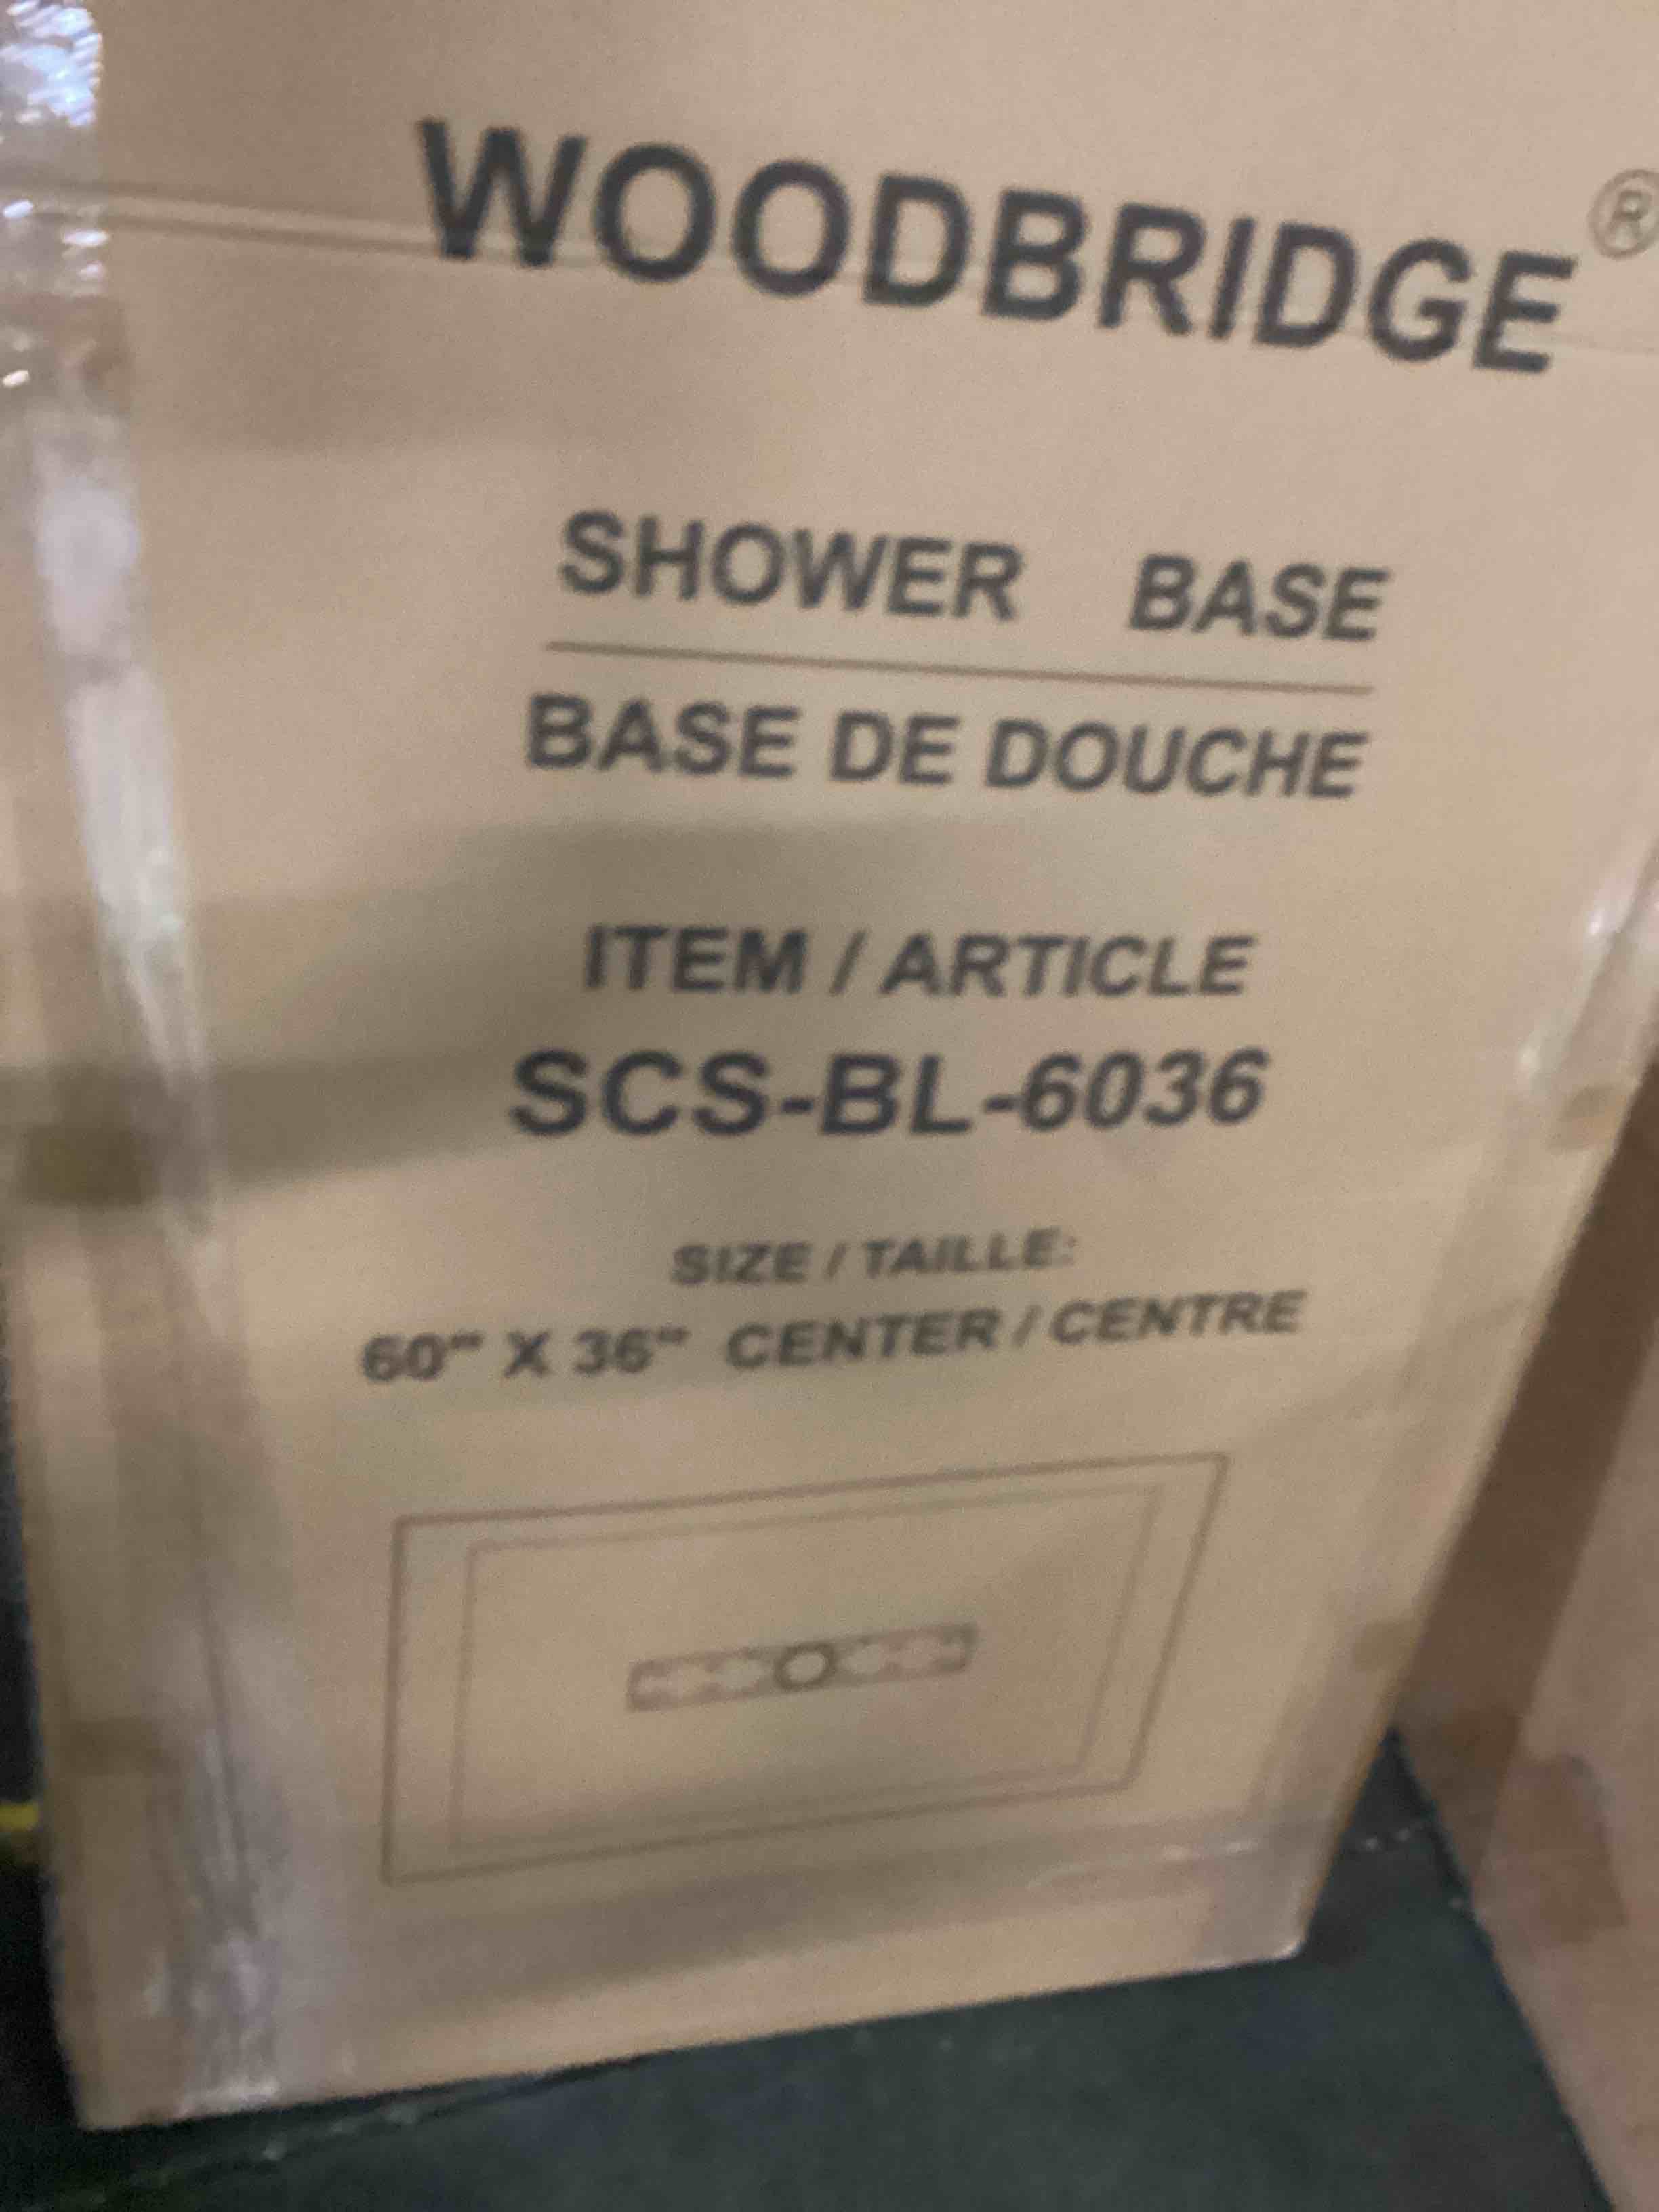 WOODBRIDGE®
SHOWER BASE
BASE DE DOUCHE
ITEM / ARTICLE
SCS-BL-6036
SIZE / TAILLE:
60" X 36" CENTER / CENTRE